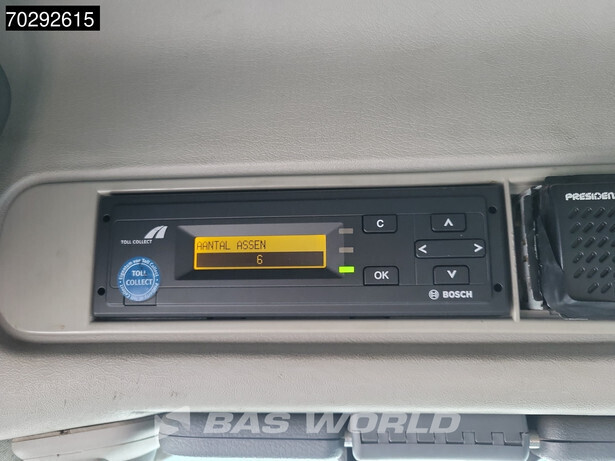 70292615
TOLL COLLECT
AANTAL ASSEN
6
C
OK
BOSCH
TOLL
COLLECT
PRESIDEN
BAS WORLD